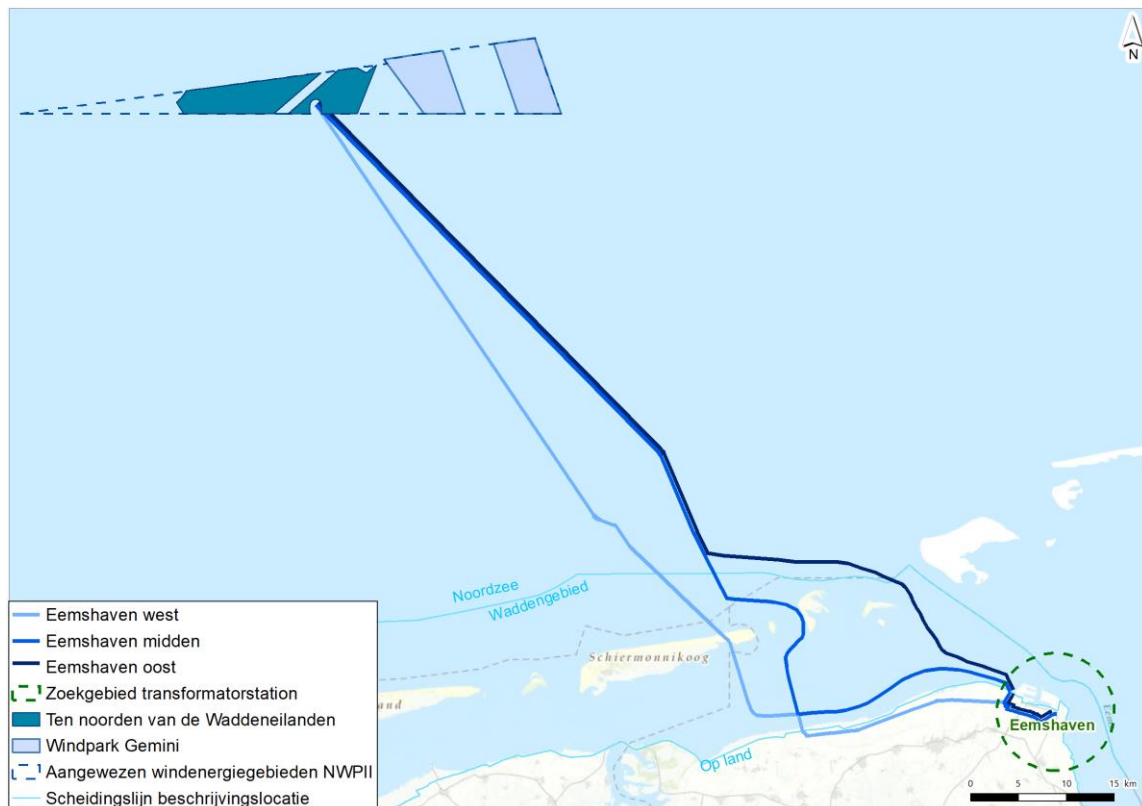 N
Noordzee
Waddengebied
Schiermonnikoog
land
Eemshaven
Op land
Eemshaven west
Eemshaven midden
Eemshaven oost
Zoekgebied transformatorstation
Ten noorden van de Waddeneilanden
Windpark Gemini
Aangewezen windenergiegebieden NWPII
Scheidingslijn beschrijvingslocatie
0 5 10 15 km